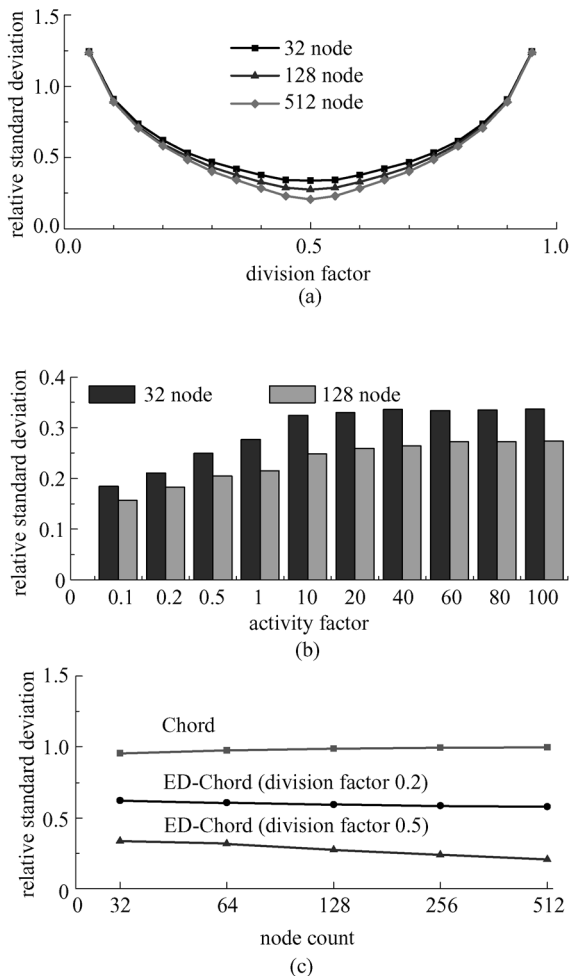 relative standard deviation
1.5
1.0
0.5
0.0
32 node
128 node
512 node
0.0 0.5 1.0
division factor
(a)
relative standard deviation
0.4
0.3
0.2
0.1
0
32 node 128 node
0 0.1 0.2 0.5 1 10 20 40 60 80 100
activity factor
(b)
relative standard deviation
1.5
1.0
0.5
0
Chord
ED-Chord (division factor 0.2)
ED-Chord (division factor 0.5)
0 32 64 128 256 512
node count
(c)